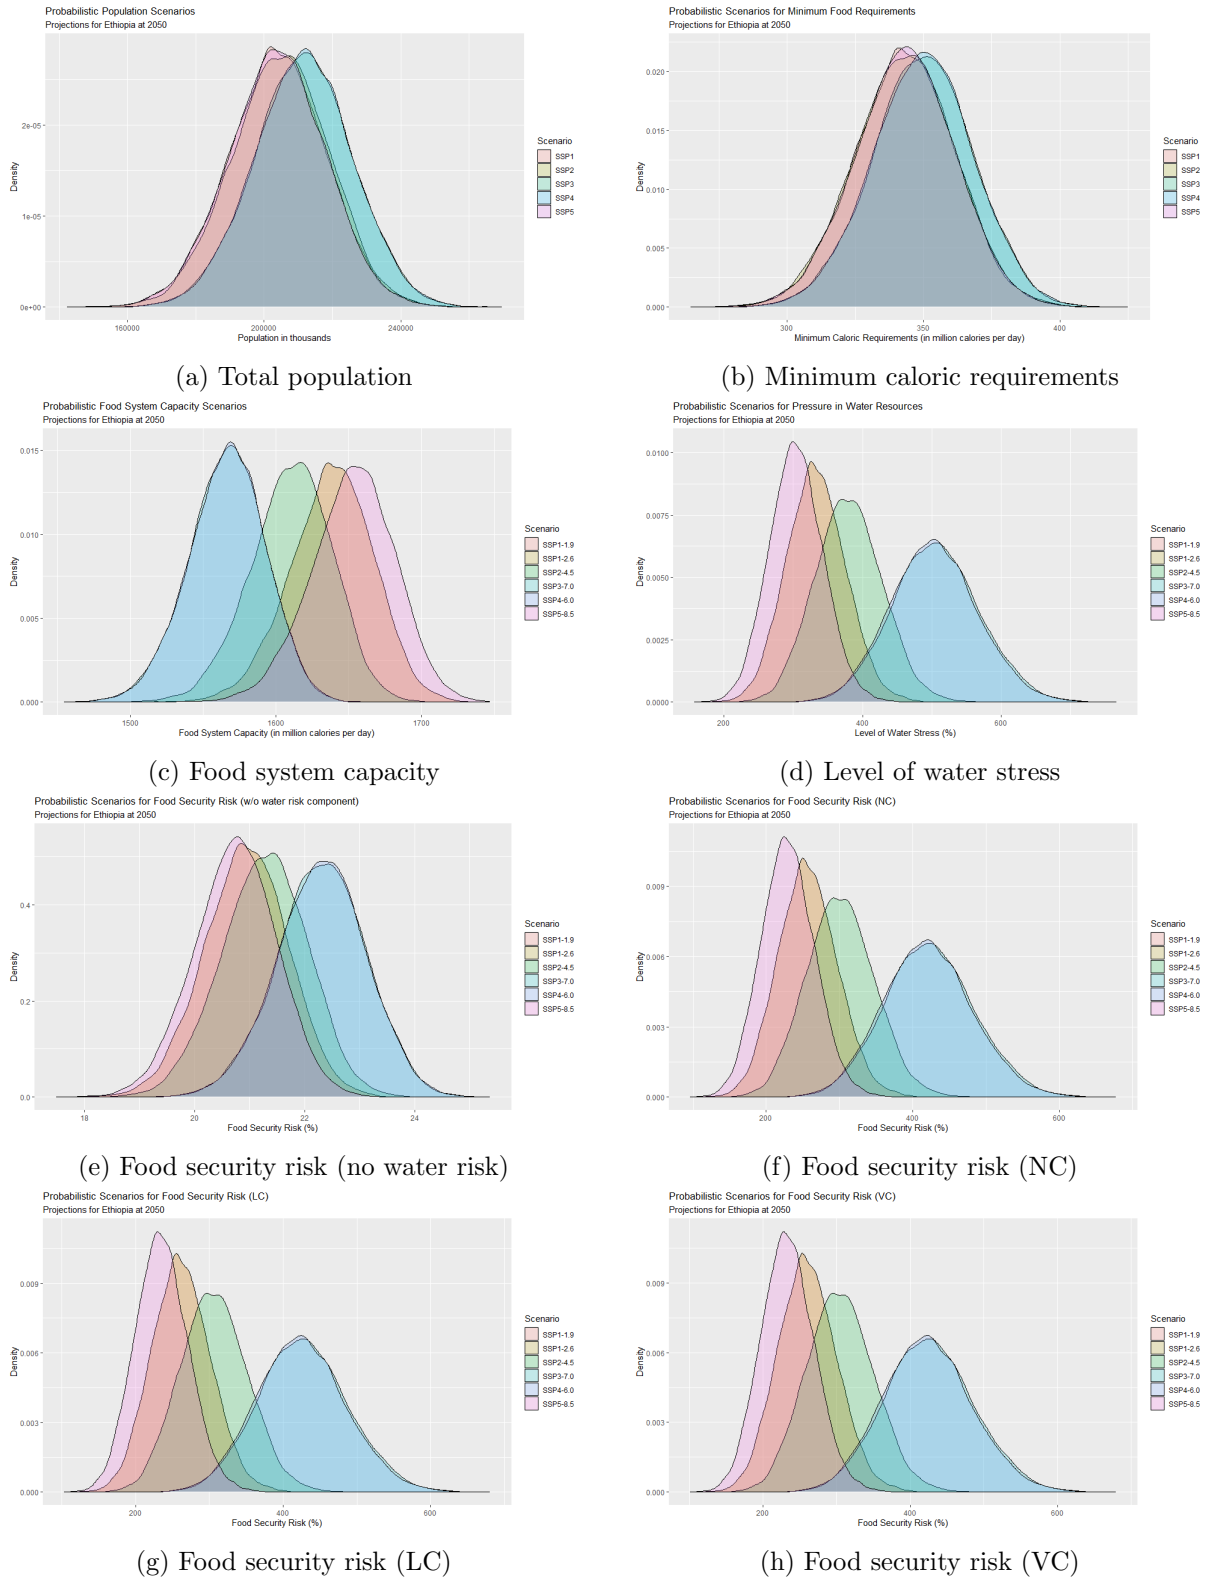 Probabilistic Population Scenarios
Projections for Ethiopia at 2050
2e-05
1e-05
0e+00
Density
160000 200000 240000
Population in thousands
Scenario
SSP1
SSP2
SSP3
SSP4
SSP5
(a) Total population
Probabilistic Scenarios for Minimum Food Requirements
Projections for Ethiopia at 2050
0.020
0.015
0.010
0.005
0.000
Density
300 350 400
Minimum Caloric Requirements (in million calories per day)
Scenario
SSP1
SSP2
SSP3
SSP4
SSP5
(b) Minimum caloric requirements
Probabilistic Food System Capacity Scenarios
Projections for Ethiopia at 2050
0.015
0.010
0.005
0.000
Density
1500 1600 1700
Food System Capacity (in million calories per day)
Scenario
SSP1-1.9
SSP1-2.6
SSP2-4.5
SSP3-7.0
SSP4-6.0
SSP5-8.5
(c) Food system capacity
Probabilistic Scenarios for Pressure in Water Resources
Projections for Ethiopia at 2050
0.0100
0.0075
0.0050
0.0025
0.0000
Density
200 400 600
Level of Water Stress (%)
Scenario
SSP1-1.9
SSP1-2.6
SSP2-4.5
SSP3-7.0
SSP4-6.0
SSP5-8.5
(d) Level of water stress
Probabilistic Scenarios for Food Security Risk (w/o water risk component)
Projections for Ethiopia at 2050
0.4
0.2
0.0
Density
18 20 22 24
Food Security Risk (%)
Scenario
SSP1-1.9
SSP1-2.6
SSP2-4.5
SSP3-7.0
SSP4-6.0
SSP5-8.5
(e) Food security risk (no water risk)
Probabilistic Scenarios for Food Security Risk (NC)
Projections for Ethiopia at 2050
0.009
0.006
0.003
0.000
Density
200 400 600
Food Security Risk (%)
Scenario
SSP1-1.9
SSP1-2.6
SSP2-4.5
SSP3-7.0
SSP4-6.0
SSP5-8.5
(f) Food security risk (NC)
Probabilistic Scenarios for Food Security Risk (LC)
Projections for Ethiopia at 2050
0.009
0.006
0.003
0.000
Density
200 400 600
Food Security Risk (%)
Scenario
SSP1-1.9
SSP1-2.6
SSP2-4.5
SSP3-7.0
SSP4-6.0
SSP5-8.5
(g) Food security risk (LC)
Probabilistic Scenarios for Food Security Risk (VC)
Projections for Ethiopia at 2050
0.009
0.006
0.003
0.000
Density
200 400 600
Food Security Risk (%)
Scenario
SSP1-1.9
SSP1-2.6
SSP2-4.5
SSP3-7.0
SSP4-6.0
SSP5-8.5
(h) Food security risk (VC)